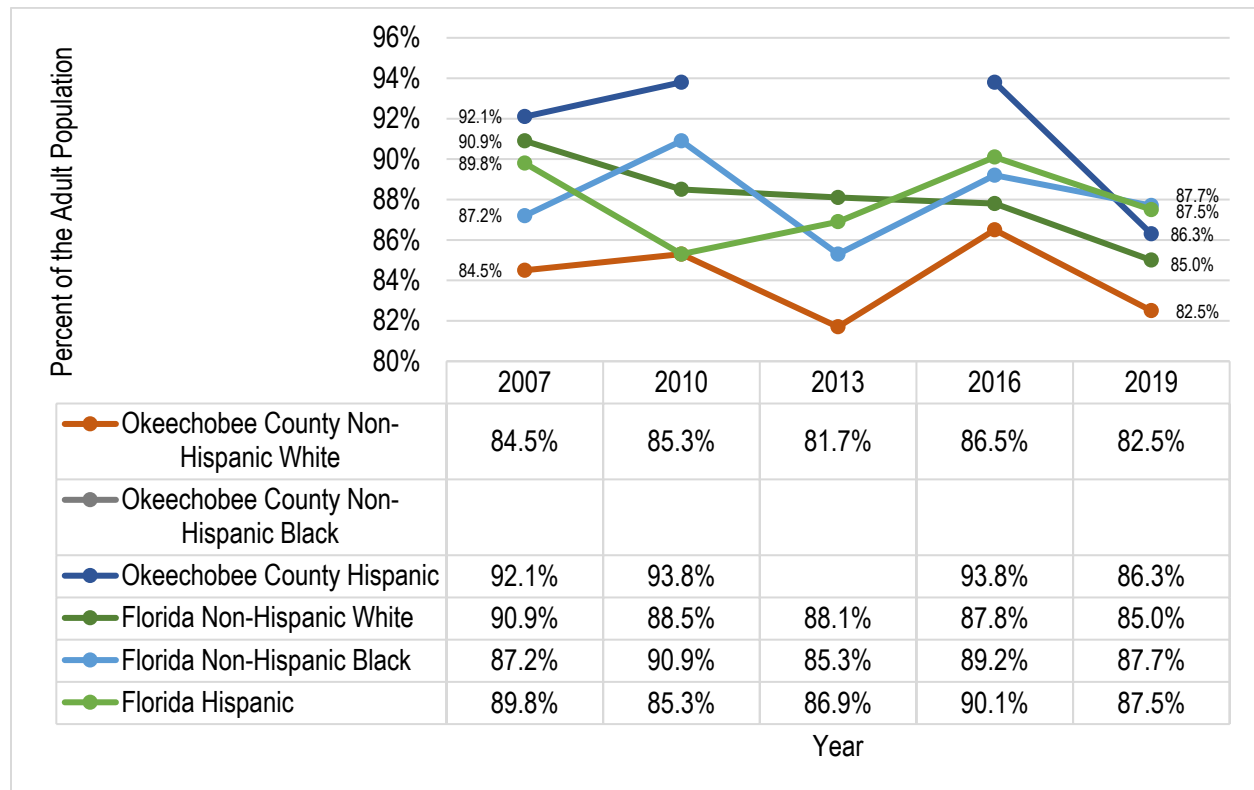 Percent of the Adult Population
96%
94%
92%
90%
88%
86%
84%
82%
80%
92.1%
90.9%
89.8%
87.2%
84.5%
87.7%
87.5%
86.3%
85.0%
82.5%
2007 2010 2013 2016 2019
Okeechobee County Non-
Hispanic White
84.5% 85.3% 81.7% 86.5% 82.5%
Okeechobee County Non-
Hispanic Black
Okeechobee County Hispanic 92.1% 93.8% 93.8% 86.3%
Florida Non-Hispanic White 90.9% 88.5% 88.1% 87.8% 85.0%
Florida Non-Hispanic Black 87.2% 90.9% 85.3% 89.2% 87.7%
Florida Hispanic 89.8% 85.3% 86.9% 90.1% 87.5%
Year